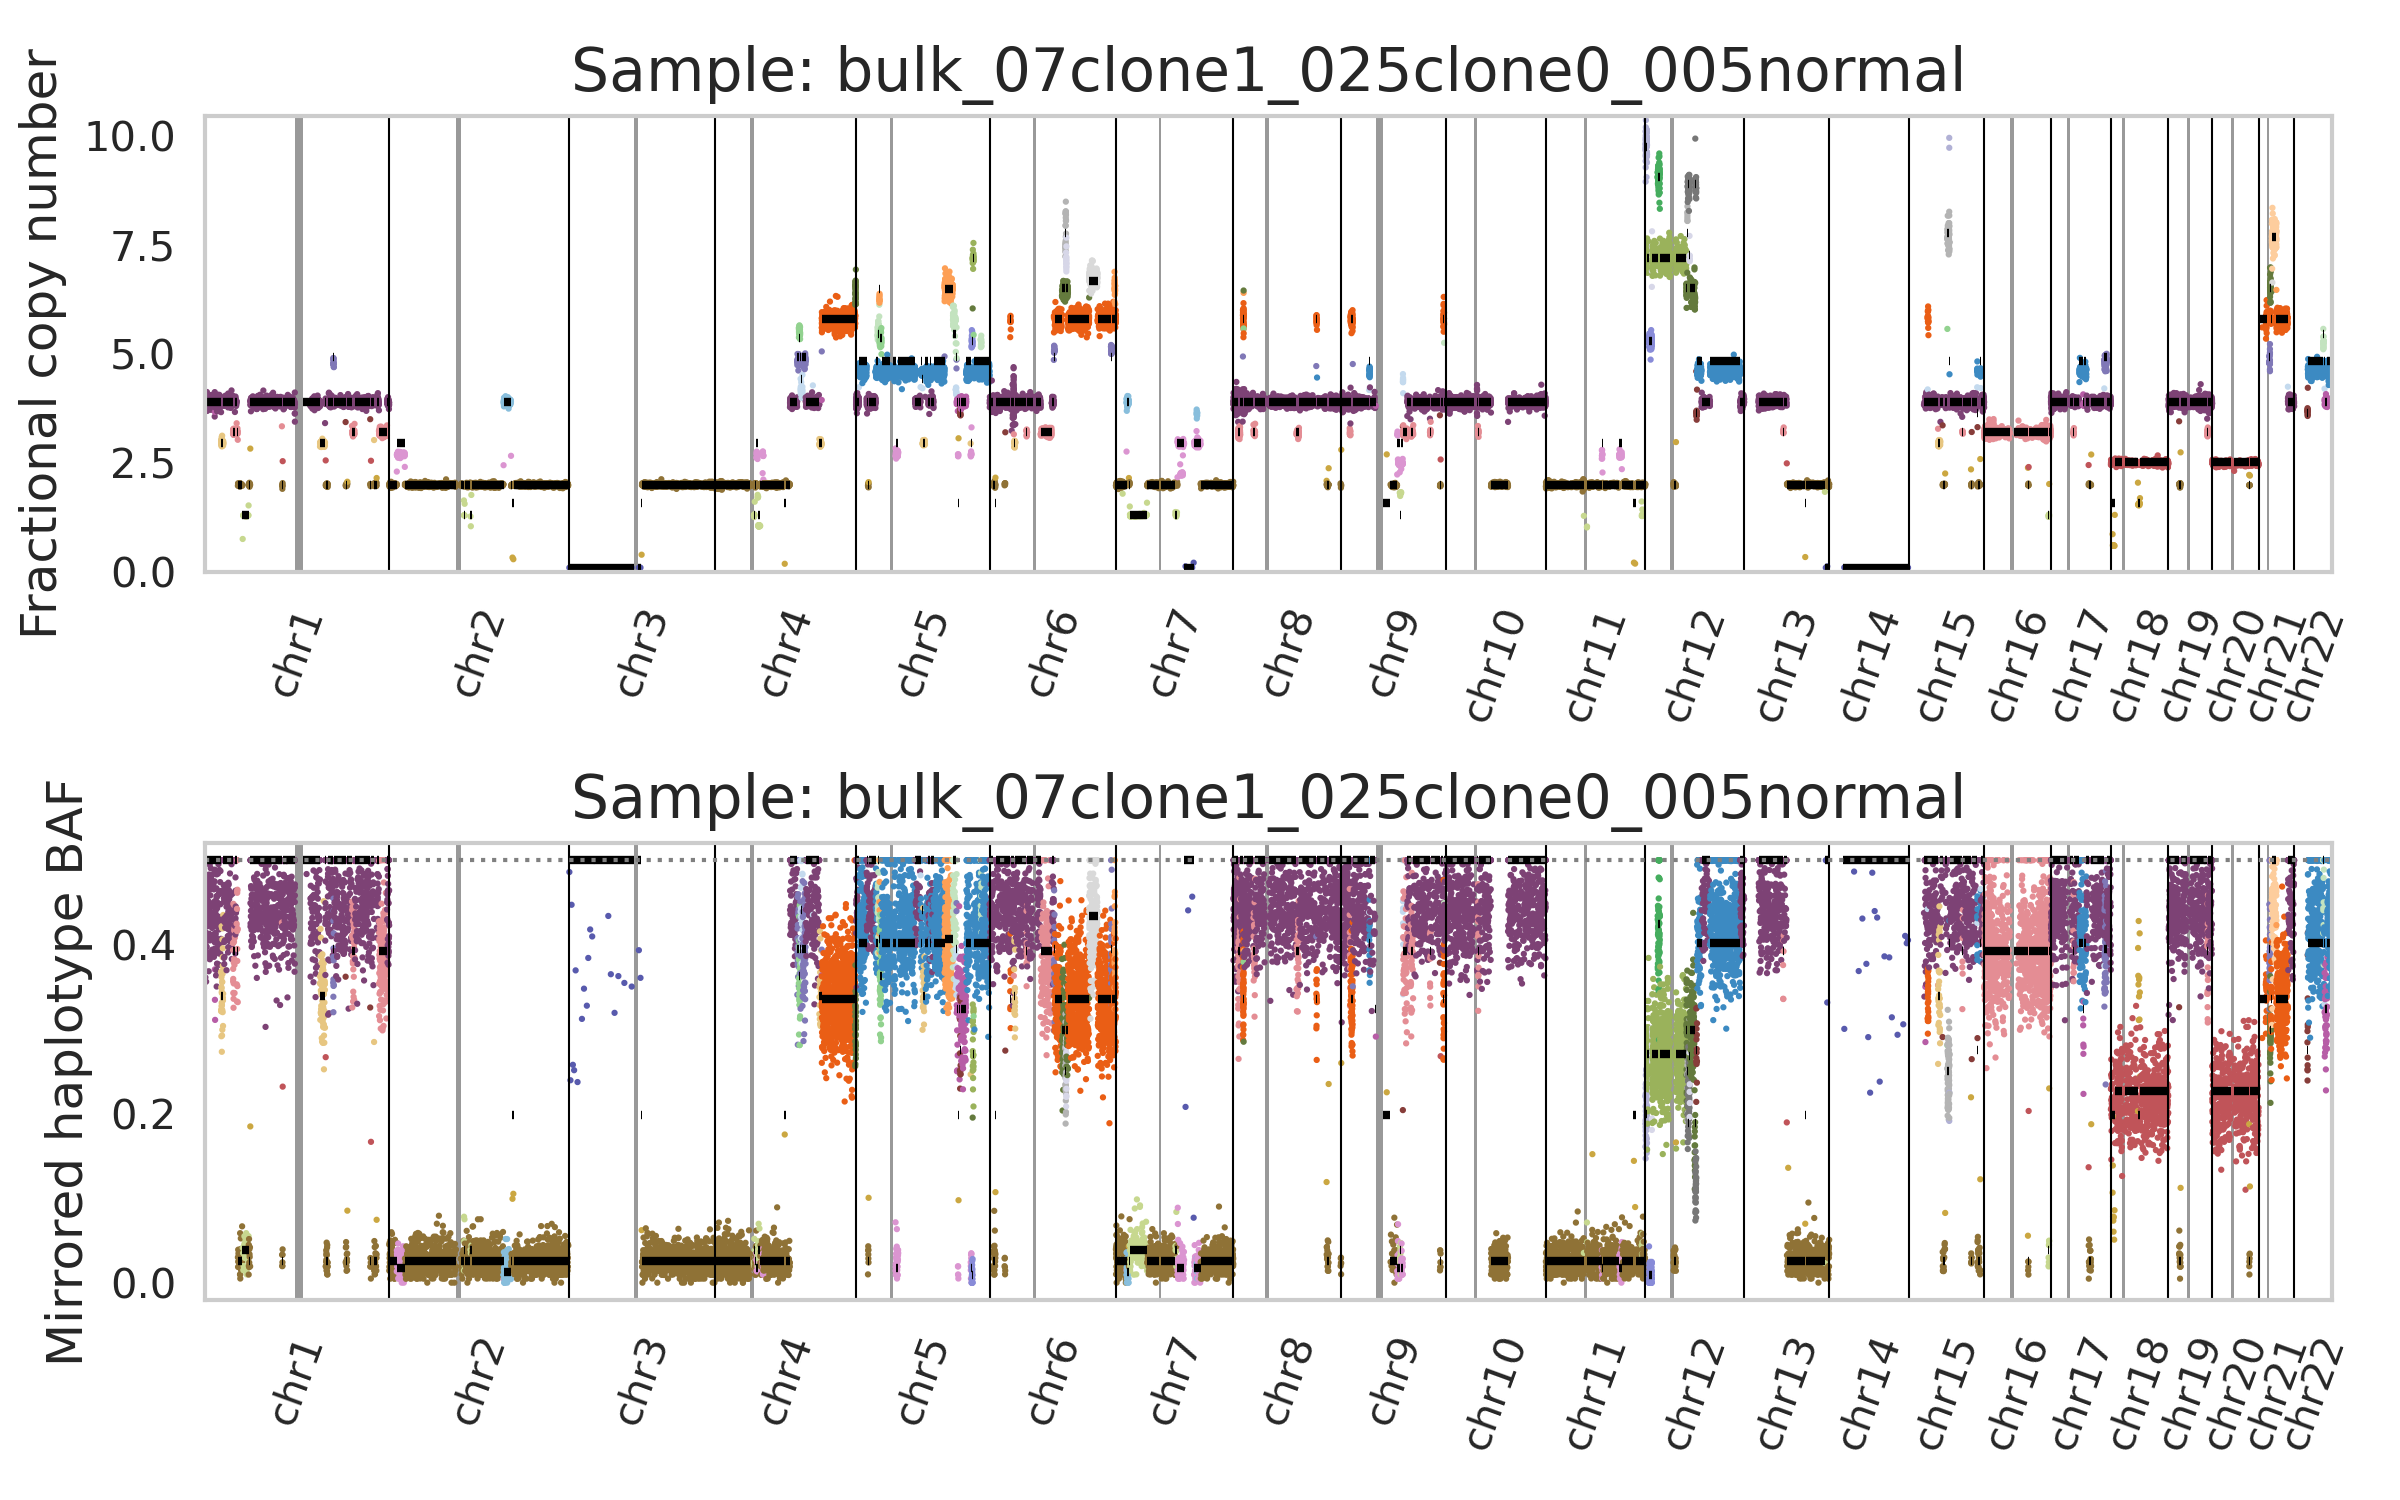 Sample: bulk_07clone1_025clone0_005normal
Fractional copy number
10.0
7.5
5.0
2.5
0.0
chr1 chr2 chr3 chr4 chr5 chr6 chr7 chr8 chr9 chr10 chr11 chr12 chr13 chr14 chr15 chr16 chr17 chr18 chr19 chr20 chr21 chr22
Sample: bulk_07clone1_025clone0_005normal
Mirrored haplotype BAF
0.4
0.2
0.0
chr1 chr2 chr3 chr4 chr5 chr6 chr7 chr8 chr9 chr10 chr11 chr12 chr13 chr14 chr15 chr16 chr17 chr18 chr19 chr20 chr21 chr22